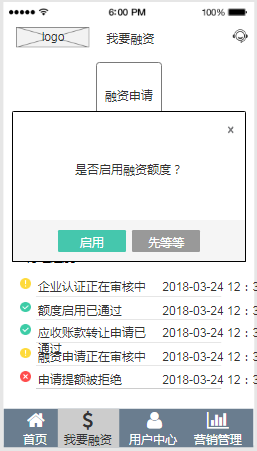 6:00 PM 100%
logo 我要融资
融资申请
×
是否启用融资额度？
启用 先等等
企业认证正在审核中 2018-03-24 12：3
额度启用已通过 2018-03-24 12：3
应收账款转让申请已
通过 2018-03-24 12：3
融资申请正在审核中 2018-03-24 12：3
申请提额被拒绝 2018-03-24 12：3
首页 我要融资 用户中心 营销管理